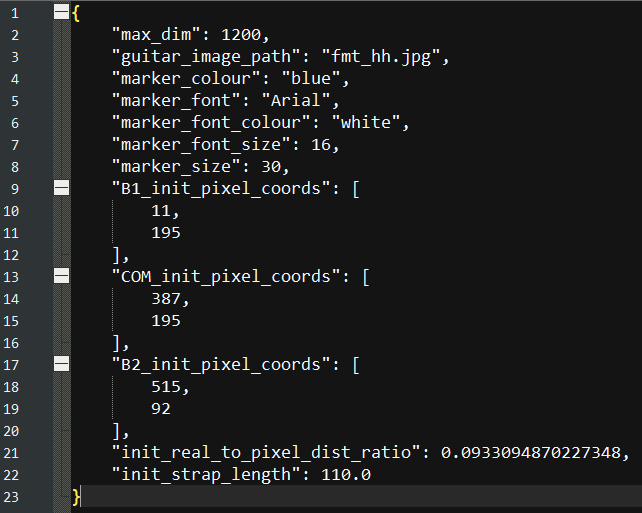 1 {
2 "max_dim": 1200,
3 "guitar_image_path": "fmt_hh.jpg",
4 "marker_colour": "blue",
5 "marker_font": "Arial",
6 "marker_font_colour": "white",
7 "marker_font_size": 16,
8 "marker_size": 30,
9 "B1_init_pixel_coords": [
10 11,
11 195
12 ],
13 "COM_init_pixel_coords": [
14 387,
15 195
16 ],
17 "B2_init_pixel_coords": [
18 515,
19 92
20 ],
21 "init_real_to_pixel_dist_ratio": 0.0933094870227348,
22 "init_strap_length": 110.0
23 }